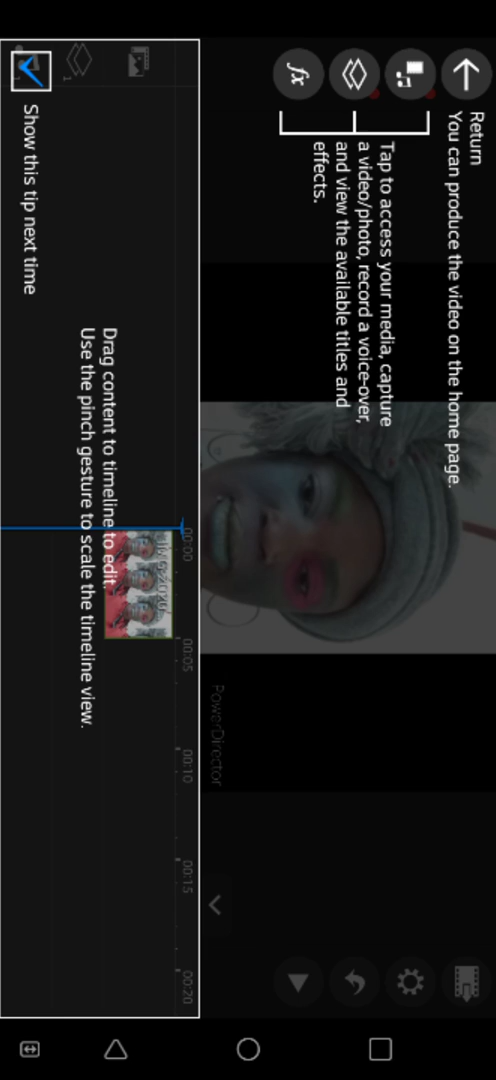 Return
You can produce the video on the home page.
Tap to access your media, capture
a video/photo, record a voice-over,
and view the available titles and
effects.
fx
PowerDirector
00:00
00:05
00:10
00:15
00:20
1
Drag content to timeline to edit.
Use the pinch gesture to scale the timeline view.
Show this tip next time